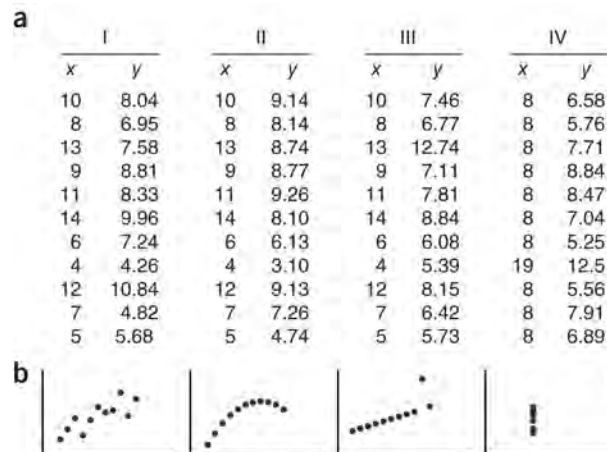 a
I II III IV
x y x y x y x y
10 8.04 10 9.14 10 7.46 8 6.58
8 6.95 8 8.14 8 6.77 8 5.76
13 7.58 13 8.74 13 12.74 8 7.71
9 8.81 9 8.77 9 7.11 8 8.84
11 8.33 11 9.26 11 7.81 8 8.47
14 9.96 14 8.10 14 8.84 8 7.04
6 7.24 6 6.13 6 6.08 8 5.25
4 4.26 4 3.10 4 5.39 19 12.5
12 10.84 12 9.13 12 8.15 8 5.56
7 4.82 7 7.26 7 6.42 8 7.91
5 5.68 5 4.74 5 5.73 8 6.89
b